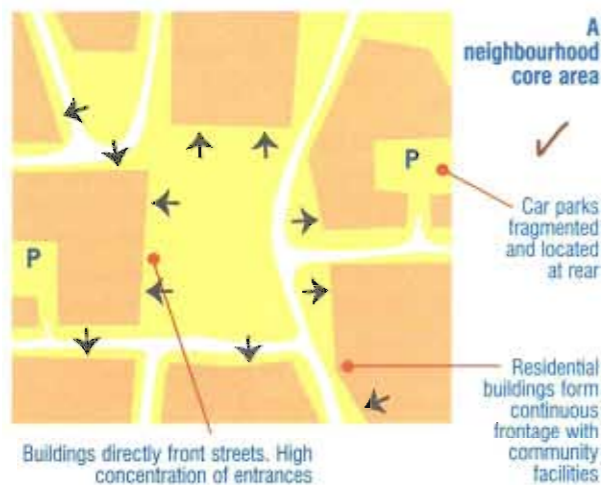 A
neighbourhood
core area
P
Car parks
fragmented
and located
at rear
P
Residential
buildings form
continuous
frontage with
community
facilities
Buildings directly front streets. High
concentration of entrances